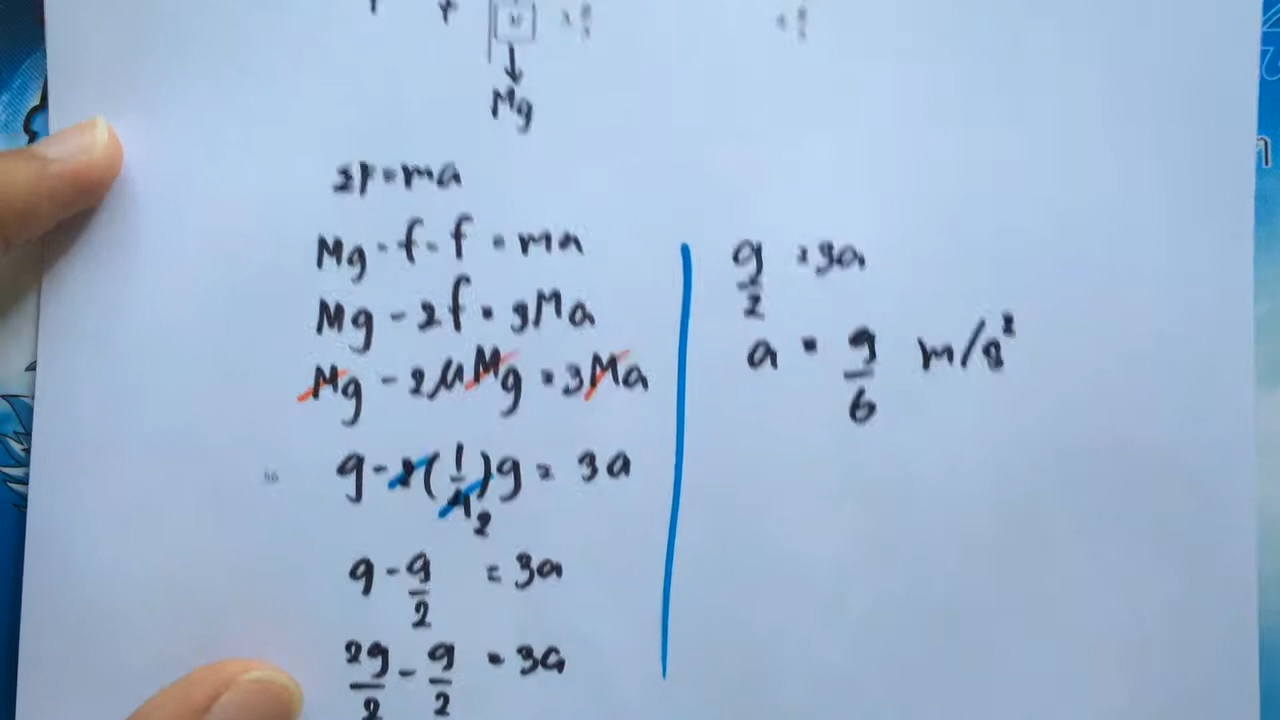 Mg
ΣF = ma
Mg - f - f = ma
Mg - 2f = 3Ma
Mg - 2μMg = 3Ma
g - 2(1/4)g = 3a
2
g - g/2 = 3a
2g/2 - g/2 = 3a
g/2 = 3a
a = g/6 m/s²